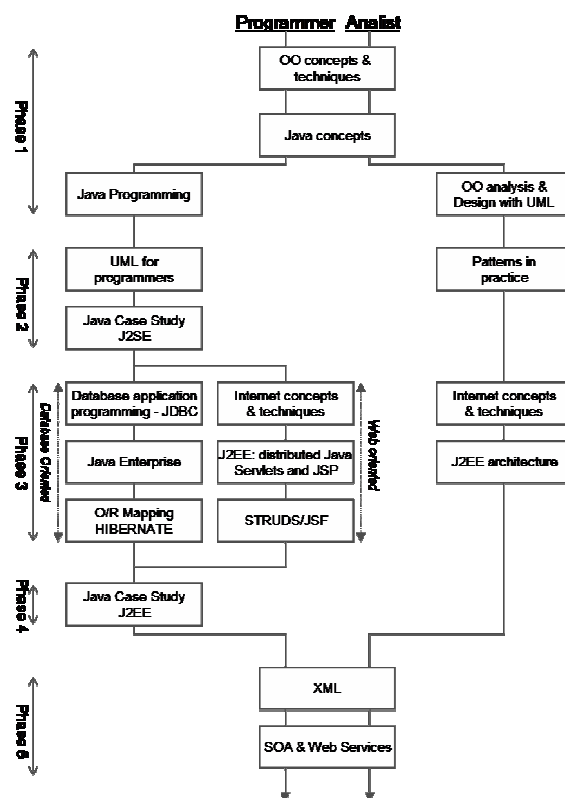 Programmer Analist
OO concepts &
techniques
Java concepts
Phase 1
Java Programming
OO analysis &
Design with UML
UML for
programmers
Patterns in
practice
Phase 2
Java Case Study
J2SE
Database Oriented
Database application
programming - JDBC
Internet concepts
& techniques
Web oriented
Internet concepts
& techniques
Phase 3
Java Enterprise
J2EE: distributed Java
Servlets and JSP
J2EE architecture
O/R Mapping
HIBERNATE
STRUDS/JSF
Phase 4
Java Case Study
J2EE
XML
Phase 5
SOA & Web Services